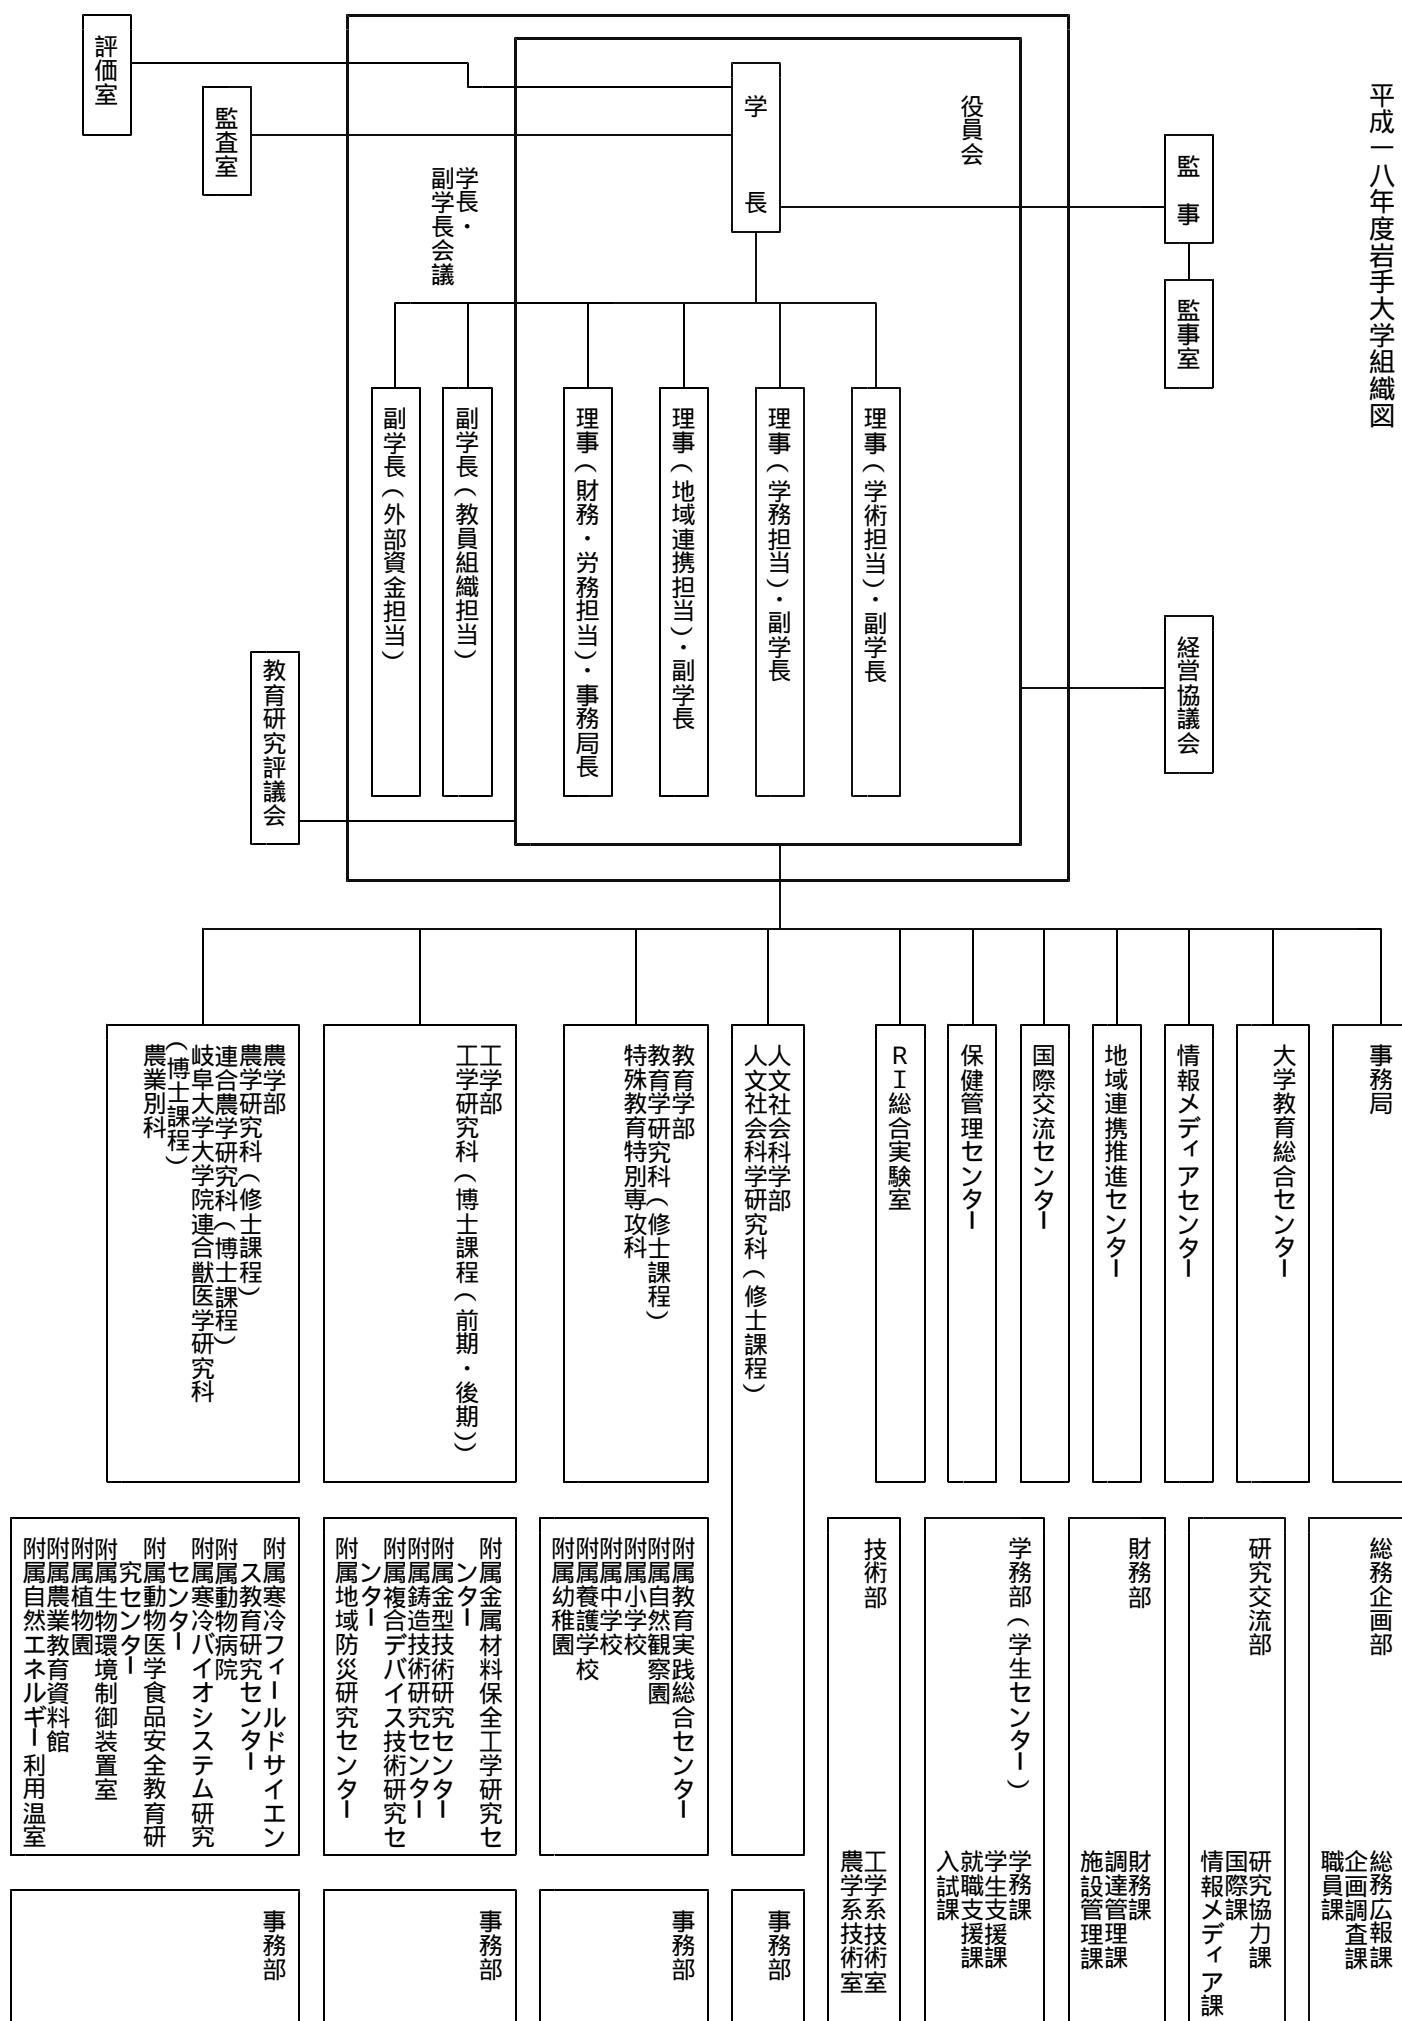 平成一八年度岩手大学組織図
監事
監事室
経営協議会
役員会
学長
学長・
副学長会議
監査室
評価室
理事(学術担当)・副学長
理事(学務担当)・副学長
理事(地域連携担当)・副学長
理事(財務・労務担当)・事務局長
副学長(教員組織担当)
副学長(外部資金担当)
教育研究評議会
事務局
大学教育総合センター
情報メディアセンター
地域連携推進センター
国際交流センター
保健管理センター
RI総合実験室
人文社会科学部
人文社会科学研究科(修士課程)
教育学部
教育学研究科(修士課程)
特殊教育特別専攻科
工学部
工学研究科(博士課程(前期・後期))
農学部
農学研究科(修士課程)
連合農学研究科(博士課程)
岐阜大学大学院連合獣医学研究科
(博士課程)
農業別科
総務企画部
総務広報課
企画調査課
職員課
研究交流部
研究協力課
国際課
情報メディア課
財務部
財務課
調達管理課
施設管理課
学務部(学生センター)
学務課
学生支援課
就職支援課
入試課
技術部
工学系技術室
農学系技術室
附属教育実践総合センター
附属自然観察園
附属小学校
附属中学校
附属養護学校
附属幼稚園
附属金属材料保全工学研究セ
ンター
附属金型技術研究センター
附属鋳造技術研究センター
附属複合デバイス技術研究セ
ンター
附属地域防災研究センター
附属寒冷フィールドサイエン
ス教育研究センター
附属動物病院
附属寒冷バイオシステム研究
センター
附属動物医学食品安全教育研
究センター
附属生物環境制御装置室
附属植物園
附属農業教育資料館
附属自然エネルギー利用温室
事務部
事務部
事務部
事務部